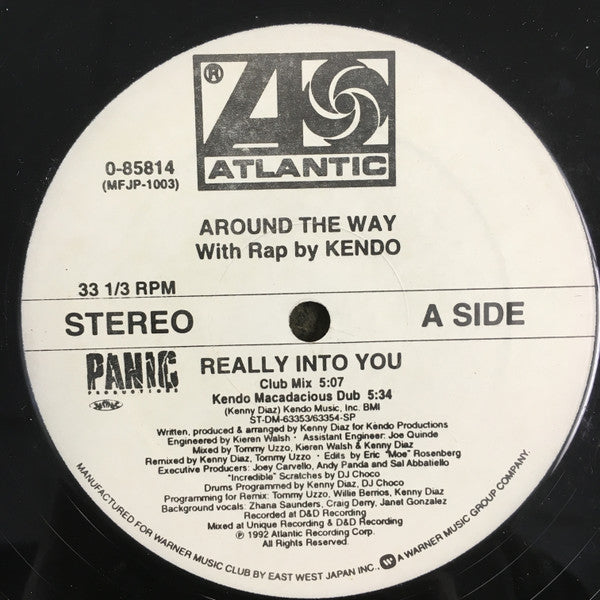 ®
ATLANTIC
0-85814
(MFJP-1003)
AROUND THE WAY
With Rap by KENDO
33 1/3 RPM
STEREO
A SIDE
PANIC
PRODUCTIONS
REALLY INTO YOU
Club Mix 5:07
Kendo Macadacious Dub 5:34
(Kenny Diaz) Kendo Music, Inc. BMI
ST-DM-63353/63354-SP
Written, produced & arranged by Kenny Diaz for Kendo Productions
Engineered by Kieren Walsh • Assistant Engineer: Joe Quinde
Mixed by Tommy Uzzo, Kieren Walsh & Kenny Diaz
Remixed by Kenny Diaz, Tommy Uzzo • Edits by Eric "Moe" Rosenberg
Executive Producers: Joey Carvello, Andy Panda and Sal Abbatiello
"Incredible" Scratches by DJ Choco
Drums Programmed by Kenny Diaz, DJ Choco
Programming for Remix: Tommy Uzzo, Willie Berrios, Kenny Diaz
Background vocals: Zhana Saunders, Craig Derry, Janet Gonzalez
Recorded at D&D Recording
Mixed at Unique Recording & D&D Recording
℗ 1992 Atlantic Recording Corp.
All Rights Reserved.
MANUFACTURED FOR WARNER MUSIC CLUB BY EAST WEST JAPAN INC., A WARNER MUSIC GROUP COMPANY.